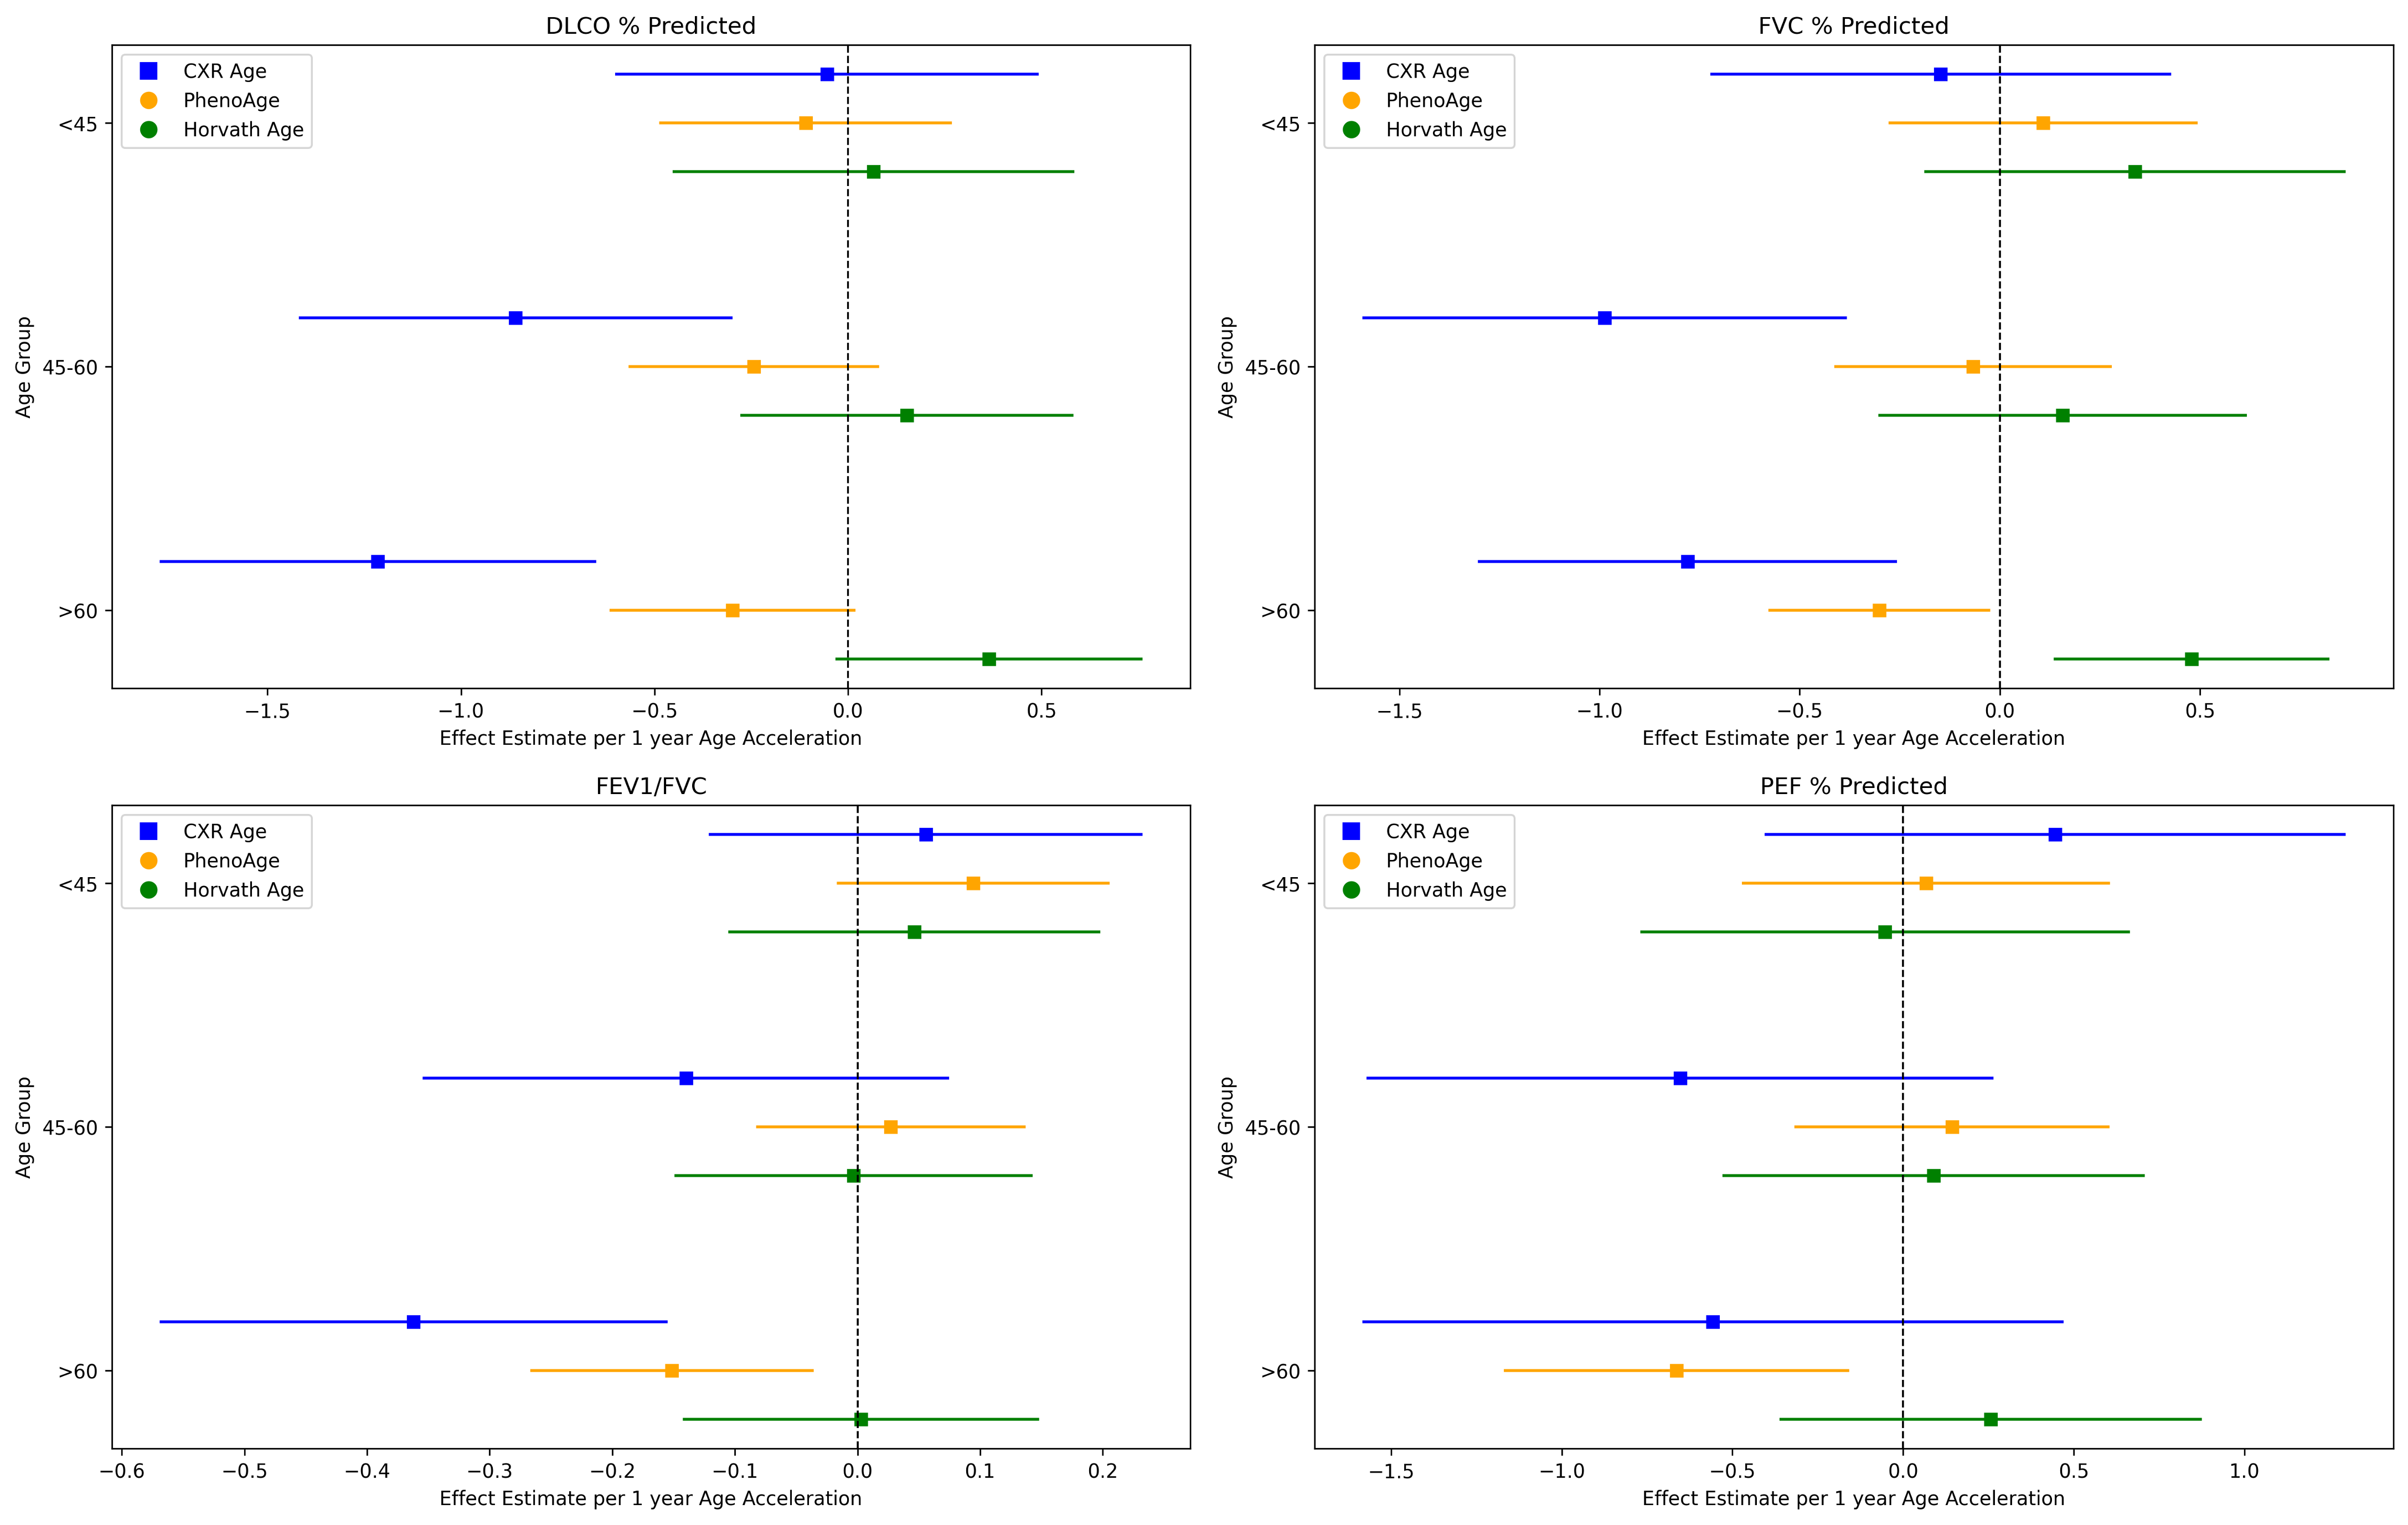 DLCO % Predicted
CXR Age
PhenoAge
Horvath Age
<45
45-60
>60
Age Group
−1.5 −1.0 −0.5 0.0 0.5
Effect Estimate per 1 year Age Acceleration
FVC % Predicted
CXR Age
PhenoAge
Horvath Age
<45
45-60
>60
Age Group
−1.5 −1.0 −0.5 0.0 0.5
Effect Estimate per 1 year Age Acceleration
FEV1/FVC
CXR Age
PhenoAge
Horvath Age
<45
45-60
>60
Age Group
−0.6 −0.5 −0.4 −0.3 −0.2 −0.1 0.0 0.1 0.2
Effect Estimate per 1 year Age Acceleration
PEF % Predicted
CXR Age
PhenoAge
Horvath Age
<45
45-60
>60
Age Group
−1.5 −1.0 −0.5 0.0 0.5 1.0
Effect Estimate per 1 year Age Acceleration